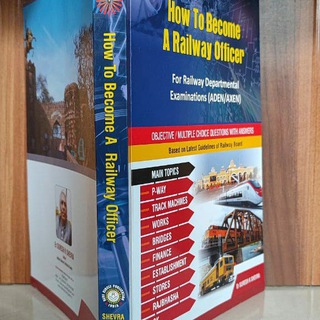 How To Become
A Railway Officer
For Railway Departmental
Examinations (ADEN/AXEN)
OBJECTIVE / MULTIPLE CHOICE QUESTIONS WITH ANSWERS
Based on Latest Guidelines of Railway Board
MAIN TOPICS
P-WAY
TRACK MACHINES
WORKS
BRIDGES
FINANCE
ESTABLISHMENT
STORES
RAJBHASHA
How To Become A Railway Officer
SHEVRA